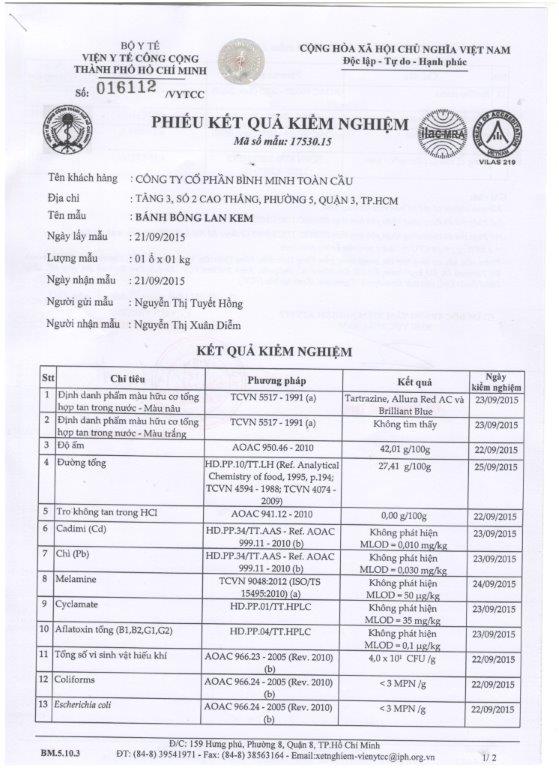 BỘ Y TẾ
VIỆN Y TẾ CÔNG CỘNG
THÀNH PHỐ HỒ CHÍ MINH
Số: 016112 /VYTCC
CỘNG HÒA XÃ HỘI CHỦ NGHĨA VIỆT NAM
Độc lập - Tự do - Hạnh phúc
PHIẾU KẾT QUẢ KIỂM NGHIỆM
Mã số mẫu: 17530.15
ilac-MRA
BUREAU OF ACCREDITATION
VIETNAM
VILAS 219
Tên khách hàng : CÔNG TY CỔ PHẦN BÌNH MINH TOÀN CẦU
Địa chỉ : TẦNG 3, SỐ 2 CAO THẮNG, PHƯỜNG 5, QUẬN 3, TP.HCM
Tên mẫu : BÁNH BÔNG LAN KEM
Ngày lấy mẫu : 21/09/2015
Lượng mẫu : 01 ổ x 01 kg
Ngày nhận mẫu : 21/09/2015
Người gửi mẫu : Nguyễn Thị Tuyết Hồng
Người nhận mẫu : Nguyễn Thị Xuân Diễm
KẾT QUẢ KIỂM NGHIỆM
Stt Chỉ tiêu Phương pháp Kết quả Ngày
kiểm nghiệm
1 Định danh phẩm màu hữu cơ tổng TCVN 5517 - 1991 (a) Tartrazine, Allura Red AC và 23/09/2015
hợp tan trong nước - Màu nâu Brilliant Blue
2 Định danh phẩm màu hữu cơ tổng TCVN 5517 - 1991 (a) Không tìm thấy 23/09/2015
hợp tan trong nước - Màu trắng
3 Độ ẩm AOAC 950.46 - 2010 42,01 g/100g 22/09/2015
4 Đường tổng HD.PP.10/TT.LH (Ref. Analytical 27,41 g/100g 25/09/2015
Chemistry of food, 1995, p.194;
TCVN 4594 - 1988; TCVN 4074 -
2009)
5 Tro không tan trong HCl AOAC 941.12 - 2010 0,00 g/100g 22/09/2015
6 Cadimi (Cd) HD.PP.34/TT.AAS - Ref. AOAC Không phát hiện 23/09/2015
999.11 - 2010 (b) MLOD = 0,010 mg/kg
7 Chì (Pb) HD.PP.34/TT.AAS - Ref. AOAC Không phát hiện 23/09/2015
999.11 - 2010 (b) MLOD = 0,030 mg/kg
8 Melamine TCVN 9048:2012 (ISO/TS Không phát hiện 24/09/2015
15495:2010) (a) MLOD = 50 µg/kg
9 Cyclamate HD.PP.01/TT.HPLC Không phát hiện 23/09/2015
MLOD = 35 mg/kg
10 Aflatoxin tổng (B1,B2,G1,G2) HD.PP.04/TT.HPLC Không phát hiện 23/09/2015
MLOD = 0,1 µg/kg
11 Tổng số vi sinh vật hiếu khí AOAC 966.23 - 2005 (Rev. 2010) 4,0 x 10¹ CFU /g 22/09/2015
(b)
12 Coliforms AOAC 966.24 - 2005 (Rev. 2010) < 3 MPN /g 22/09/2015
(b)
13 Escherichia coli AOAC 966.24 - 2005 (Rev. 2010) < 3 MPN /g 22/09/2015
(b)
Đ/C: 159 Hưng phú, Phường 8, Quận 8, TP.Hồ Chí Minh
BM.5.10.3 ĐT: (84-8) 39541971 - Fax: (84-8) 38563164 - Email:xetnghiem-vienytcc@iph.org.vn 1/ 2